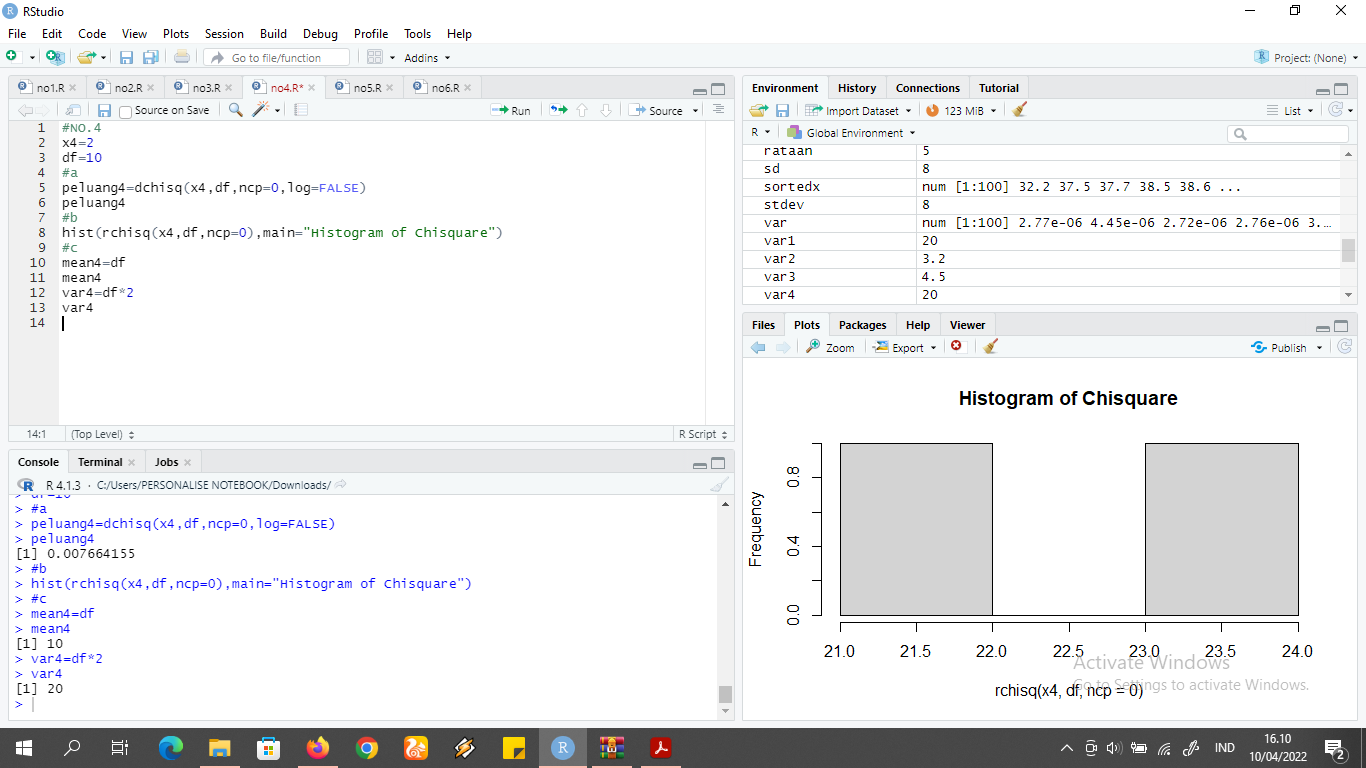 RStudio
File Edit Code View Plots Session Build Debug Profile Tools Help
Go to file/function Addins Project: (None)
no1.R no2.R no3.R no4.R* no5.R no6.R
Source on Save Run Source
1 #NO.4
2 x4=2
3 df=10
4 #a
5 peluang4=dchisq(x4,df,ncp=0,log=FALSE)
6 peluang4
7 #b
8 hist(rchisq(x4,df,ncp=0),main="Histogram of Chisquare")
9 #c
10 mean4=df
11 mean4
12 var4=df*2
13 var4
14
14:1 (Top Level) R Script
Console Terminal Jobs
R 4.1.3 · C:/Users/PERSONALISE NOTEBOOK/Downloads/
> df=10
> #a
> peluang4=dchisq(x4,df,ncp=0,log=FALSE)
> peluang4
[1] 0.007664155
> #b
> hist(rchisq(x4,df,ncp=0),main="Histogram of Chisquare")
> #c
> mean4=df
> mean4
[1] 10
> var4=df*2
> var4
[1] 20
>
Environment History Connections Tutorial
Import Dataset 123 MiB List
R Global Environment
rataan 5
sd 8
sortedx num [1:100] 32.2 37.5 37.7 38.5 38.6 ...
stdev 8
var num [1:100] 2.77e-06 4.45e-06 2.72e-06 2.76e-06 3.…
var1 20
var2 3.2
var3 4.5
var4 20
Files Plots Packages Help Viewer
Zoom Export Publish
Histogram of Chisquare
Frequency
0.8
0.4
0.0
21.0 21.5 22.0 22.5 23.0 23.5 24.0
rchisq(x4, df, ncp = 0)
Activate Windows
Go to Settings to activate Windows.
IND
16.10
10/04/2022
2